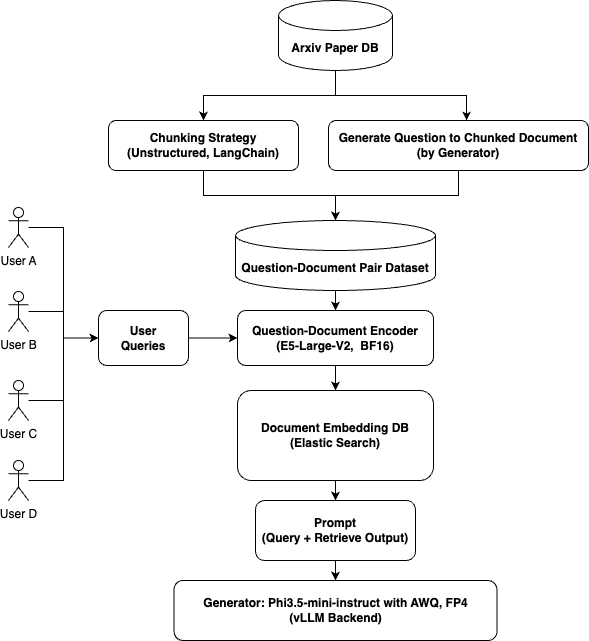 Arxiv Paper DB
Chunking Strategy
(Unstructured, LangChain)
Generate Question to Chunked Document
(by Generator)
Question-Document Pair Dataset
User A
User B
User C
User D
User
Queries
Question-Document Encoder
(E5-Large-V2, BF16)
Document Embedding DB
(Elastic Search)
Prompt
(Query + Retrieve Output)
Generator: Phi3.5-mini-instruct with AWQ, FP4
(vLLM Backend)